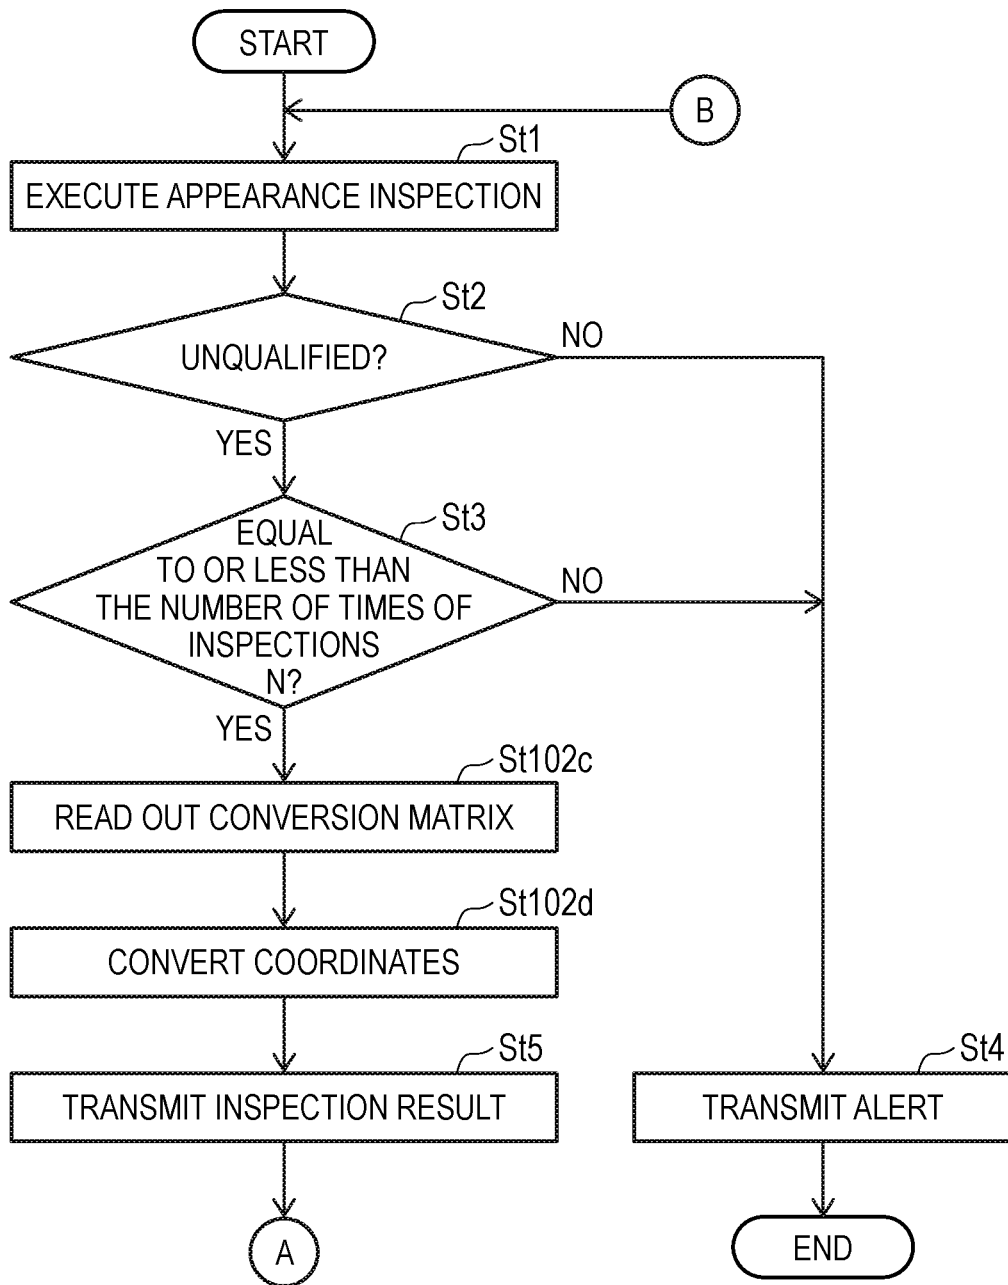 START
B
St1
EXECUTE APPEARANCE INSPECTION
St2
UNQUALIFIED?
NO
YES
St3
EQUAL
TO OR LESS THAN
THE NUMBER OF TIMES OF
INSPECTIONS
N?
NO
YES
St102c
READ OUT CONVERSION MATRIX
St102d
CONVERT COORDINATES
St5
TRANSMIT INSPECTION RESULT
St4
TRANSMIT ALERT
A
END